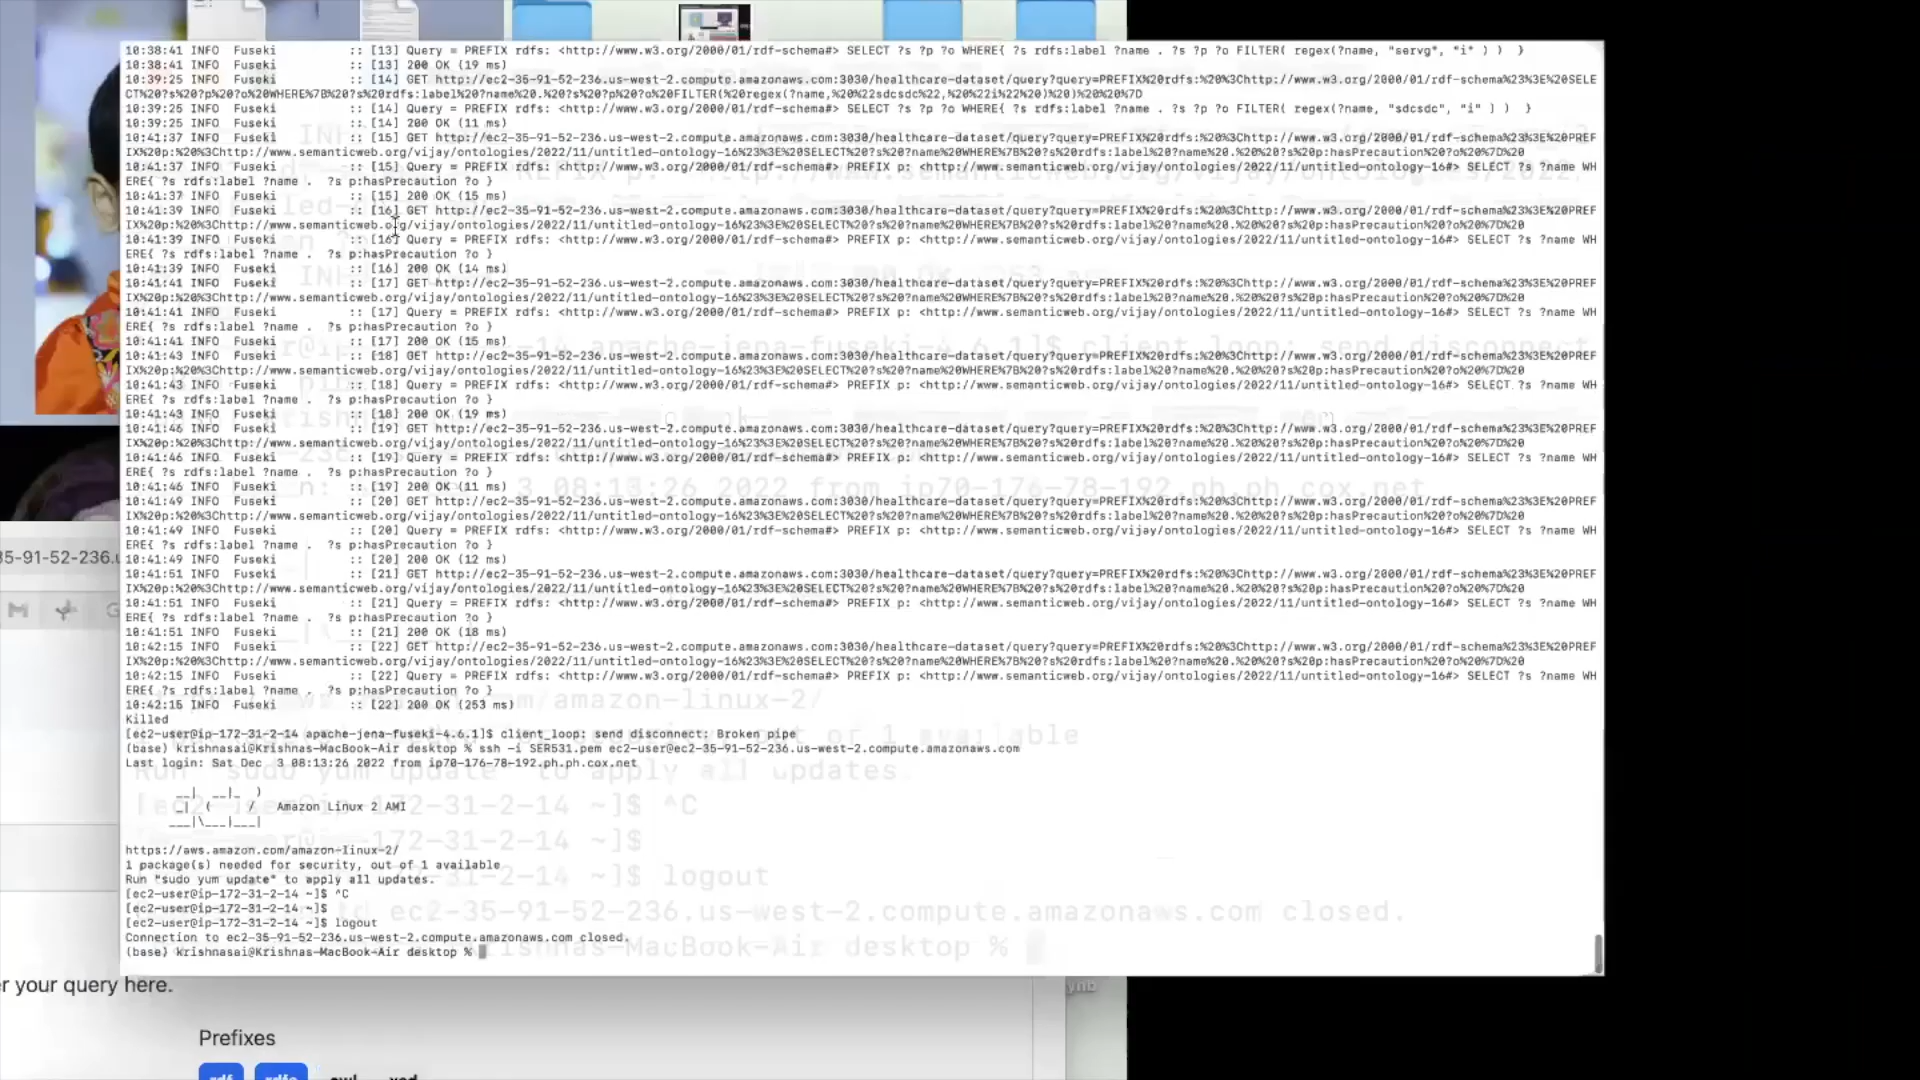 10:38:41 INFO  Fuseki          :: [13] Query = PREFIX rdfs: <http://www.w3.org/2000/01/rdf-schema#> SELECT ?s ?p ?o WHERE{ ?s rdfs:label ?name . ?s ?p ?o FILTER( regex(?name, "servg", "i" ) )  }
10:38:41 INFO  Fuseki          :: [13] 200 OK (19 ms)
10:39:25 INFO  Fuseki          :: [14] GET http://ec2-35-91-52-236.us-west-2.compute.amazonaws.com:3030/healthcare-dataset/query?query=PREFIX%20rdfs:%20%3Chttp://www.w3.org/2000/01/rdf-schema%23%3E%20SELE
CT%20?s%20?p%20?o%20WHERE%7B%20?s%20rdfs:label%20?name%20.%20?s%20?p%20?o%20FILTER(%20regex(?name,%20%22sdcsdc%22,%20%22i%22%20)%20)%20%20%7D
10:39:25 INFO  Fuseki          :: [14] Query = PREFIX rdfs: <http://www.w3.org/2000/01/rdf-schema#> SELECT ?s ?p ?o WHERE{ ?s rdfs:label ?name . ?s ?p ?o FILTER( regex(?name, "sdcsdc", "i" ) )  }
10:39:25 INFO  Fuseki          :: [14] 200 OK (11 ms)
10:41:37 INFO  Fuseki          :: [15] GET http://ec2-35-91-52-236.us-west-2.compute.amazonaws.com:3030/healthcare-dataset/query?query=PREFIX%20rdfs:%20%3Chttp://www.w3.org/2000/01/rdf-schema%23%3E%20PREF
IX%20p:%20%3Chttp://www.semanticweb.org/vijay/ontologies/2022/11/untitled-ontology-16%23%3E%20SELECT%20?s%20?name%20WHERE%7B%20?s%20rdfs:label%20?name%20.%20%20?s%20p:hasPrecaution%20?o%20%7D%20
10:41:37 INFO  Fuseki          :: [15] Query = PREFIX rdfs: <http://www.w3.org/2000/01/rdf-schema#> PREFIX p: <http://www.semanticweb.org/vijay/ontologies/2022/11/untitled-ontology-16#> SELECT ?s ?name WH
ERE{ ?s rdfs:label ?name .  ?s p:hasPrecaution ?o }
10:41:37 INFO  Fuseki          :: [15] 200 OK (15 ms)
10:41:39 INFO  Fuseki          :: [16] GET http://ec2-35-91-52-236.us-west-2.compute.amazonaws.com:3030/healthcare-dataset/query?query=PREFIX%20rdfs:%20%3Chttp://www.w3.org/2000/01/rdf-schema%23%3E%20PREF
IX%20p:%20%3Chttp://www.semanticweb.org/vijay/ontologies/2022/11/untitled-ontology-16%23%3E%20SELECT%20?s%20?name%20WHERE%7B%20?s%20rdfs:label%20?name%20.%20%20?s%20p:hasPrecaution%20?o%20%7D%20
10:41:39 INFO  Fuseki          :: [16] Query = PREFIX rdfs: <http://www.w3.org/2000/01/rdf-schema#> PREFIX p: <http://www.semanticweb.org/vijay/ontologies/2022/11/untitled-ontology-16#> SELECT ?s ?name WH
ERE{ ?s rdfs:label ?name .  ?s p:hasPrecaution ?o }
10:41:39 INFO  Fuseki          :: [16] 200 OK (14 ms)
10:41:41 INFO  Fuseki          :: [17] GET http://ec2-35-91-52-236.us-west-2.compute.amazonaws.com:3030/healthcare-dataset/query?query=PREFIX%20rdfs:%20%3Chttp://www.w3.org/2000/01/rdf-schema%23%3E%20PREF
IX%20p:%20%3Chttp://www.semanticweb.org/vijay/ontologies/2022/11/untitled-ontology-16%23%3E%20SELECT%20?s%20?name%20WHERE%7B%20?s%20rdfs:label%20?name%20.%20%20?s%20p:hasPrecaution%20?o%20%7D%20
10:41:41 INFO  Fuseki          :: [17] Query = PREFIX rdfs: <http://www.w3.org/2000/01/rdf-schema#> PREFIX p: <http://www.semanticweb.org/vijay/ontologies/2022/11/untitled-ontology-16#> SELECT ?s ?name WH
ERE{ ?s rdfs:label ?name .  ?s p:hasPrecaution ?o }
10:41:41 INFO  Fuseki          :: [17] 200 OK (15 ms)
10:41:43 INFO  Fuseki          :: [18] GET http://ec2-35-91-52-236.us-west-2.compute.amazonaws.com:3030/healthcare-dataset/query?query=PREFIX%20rdfs:%20%3Chttp://www.w3.org/2000/01/rdf-schema%23%3E%20PREF
IX%20p:%20%3Chttp://www.semanticweb.org/vijay/ontologies/2022/11/untitled-ontology-16%23%3E%20SELECT%20?s%20?name%20WHERE%7B%20?s%20rdfs:label%20?name%20.%20%20?s%20p:hasPrecaution%20?o%20%7D%20
10:41:43 INFO  Fuseki          :: [18] Query = PREFIX rdfs: <http://www.w3.org/2000/01/rdf-schema#> PREFIX p: <http://www.semanticweb.org/vijay/ontologies/2022/11/untitled-ontology-16#> SELECT ?s ?name WH
ERE{ ?s rdfs:label ?name .  ?s p:hasPrecaution ?o }
10:41:43 INFO  Fuseki          :: [18] 200 OK (19 ms)
10:41:46 INFO  Fuseki          :: [19] GET http://ec2-35-91-52-236.us-west-2.compute.amazonaws.com:3030/healthcare-dataset/query?query=PREFIX%20rdfs:%20%3Chttp://www.w3.org/2000/01/rdf-schema%23%3E%20PREF
IX%20p:%20%3Chttp://www.semanticweb.org/vijay/ontologies/2022/11/untitled-ontology-16%23%3E%20SELECT%20?s%20?name%20WHERE%7B%20?s%20rdfs:label%20?name%20.%20%20?s%20p:hasPrecaution%20?o%20%7D%20
10:41:46 INFO  Fuseki          :: [19] Query = PREFIX rdfs: <http://www.w3.org/2000/01/rdf-schema#> PREFIX p: <http://www.semanticweb.org/vijay/ontologies/2022/11/untitled-ontology-16#> SELECT ?s ?name WH
ERE{ ?s rdfs:label ?name .  ?s p:hasPrecaution ?o }
10:41:46 INFO  Fuseki          :: [19] 200 OK (11 ms)
10:41:49 INFO  Fuseki          :: [20] GET http://ec2-35-91-52-236.us-west-2.compute.amazonaws.com:3030/healthcare-dataset/query?query=PREFIX%20rdfs:%20%3Chttp://www.w3.org/2000/01/rdf-schema%23%3E%20PREF
IX%20p:%20%3Chttp://www.semanticweb.org/vijay/ontologies/2022/11/untitled-ontology-16%23%3E%20SELECT%20?s%20?name%20WHERE%7B%20?s%20rdfs:label%20?name%20.%20%20?s%20p:hasPrecaution%20?o%20%7D%20
10:41:49 INFO  Fuseki          :: [20] Query = PREFIX rdfs: <http://www.w3.org/2000/01/rdf-schema#> PREFIX p: <http://www.semanticweb.org/vijay/ontologies/2022/11/untitled-ontology-16#> SELECT ?s ?name WH
ERE{ ?s rdfs:label ?name .  ?s p:hasPrecaution ?o }
10:41:49 INFO  Fuseki          :: [20] 200 OK (12 ms)
10:41:51 INFO  Fuseki          :: [21] GET http://ec2-35-91-52-236.us-west-2.compute.amazonaws.com:3030/healthcare-dataset/query?query=PREFIX%20rdfs:%20%3Chttp://www.w3.org/2000/01/rdf-schema%23%3E%20PREF
IX%20p:%20%3Chttp://www.semanticweb.org/vijay/ontologies/2022/11/untitled-ontology-16%23%3E%20SELECT%20?s%20?name%20WHERE%7B%20?s%20rdfs:label%20?name%20.%20%20?s%20p:hasPrecaution%20?o%20%7D%20
10:41:51 INFO  Fuseki          :: [21] Query = PREFIX rdfs: <http://www.w3.org/2000/01/rdf-schema#> PREFIX p: <http://www.semanticweb.org/vijay/ontologies/2022/11/untitled-ontology-16#> SELECT ?s ?name WH
ERE{ ?s rdfs:label ?name .  ?s p:hasPrecaution ?o }
10:41:51 INFO  Fuseki          :: [21] 200 OK (18 ms)
10:42:15 INFO  Fuseki          :: [22] GET http://ec2-35-91-52-236.us-west-2.compute.amazonaws.com:3030/healthcare-dataset/query?query=PREFIX%20rdfs:%20%3Chttp://www.w3.org/2000/01/rdf-schema%23%3E%20PREF
IX%20p:%20%3Chttp://www.semanticweb.org/vijay/ontologies/2022/11/untitled-ontology-16%23%3E%20SELECT%20?s%20?name%20WHERE%7B%20?s%20rdfs:label%20?name%20.%20%20?s%20p:hasPrecaution%20?o%20%7D%20
10:42:15 INFO  Fuseki          :: [22] Query = PREFIX rdfs: <http://www.w3.org/2000/01/rdf-schema#> PREFIX p: <http://www.semanticweb.org/vijay/ontologies/2022/11/untitled-ontology-16#> SELECT ?s ?name WH
ERE{ ?s rdfs:label ?name .  ?s p:hasPrecaution ?o }
10:42:15 INFO  Fuseki          :: [22] 200 OK (253 ms)
Killed
[ec2-user@ip-172-31-2-14 apache-jena-fuseki-4.6.1]$ client_loop: send disconnect: Broken pipe
(base) krishnasai@Krishnas-MacBook-Air desktop % ssh -i SER531.pem ec2-user@ec2-35-91-52-236.us-west-2.compute.amazonaws.com
Last login: Sat Dec  3 08:13:26 2022 from ip70-176-78-192.ph.ph.cox.net
Amazon Linux 2 AMI
https://aws.amazon.com/amazon-linux-2/
1 package(s) needed for security, out of 1 available
Run "sudo yum update" to apply all updates.
[ec2-user@ip-172-31-2-14 ~]$ ^C
[ec2-user@ip-172-31-2-14 ~]$
[ec2-user@ip-172-31-2-14 ~]$ logout
Connection to ec2-35-91-52-236.us-west-2.compute.amazonaws.com closed.
(base) krishnasai@Krishnas-MacBook-Air desktop %
35-91-52-236.u
r your query here.
ynb
Prefixes
rdf rdfs owl xsd